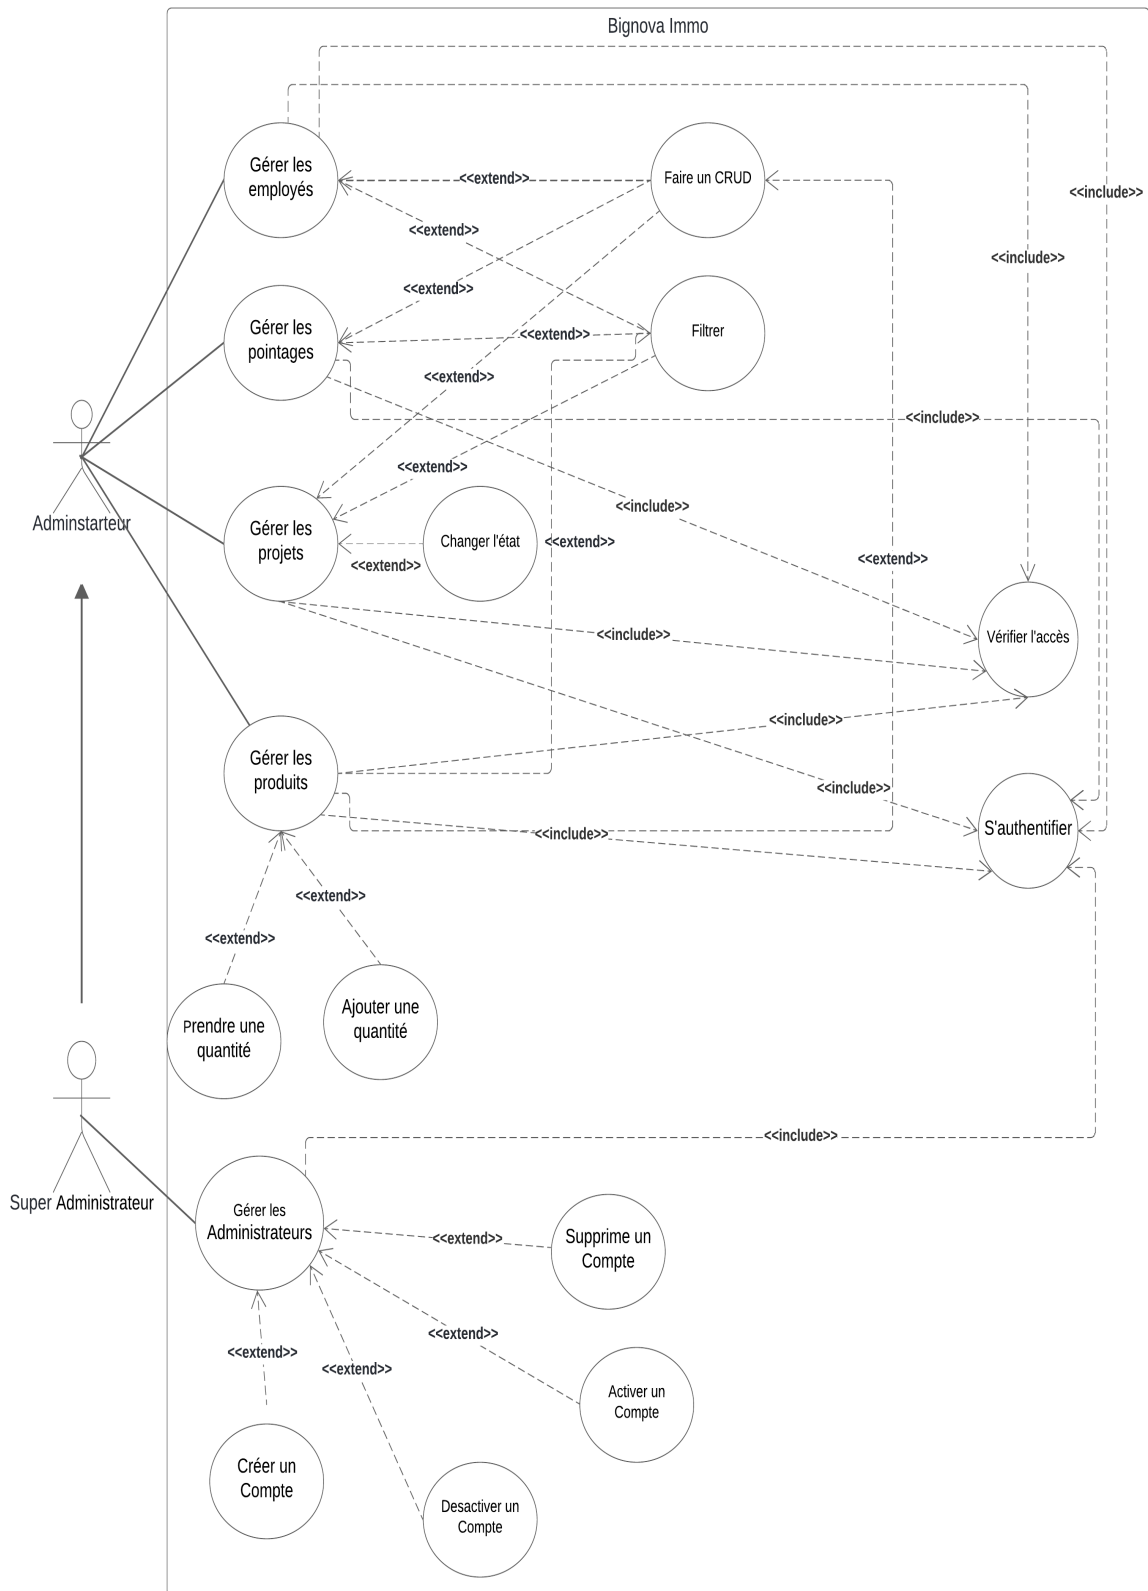 Bignova Immo
Gérer les
employés
<<extend>>
Faire un CRUD
<<include>>
<<extend>>
<<include>>
<<extend>>
Gérer les
pointages
<<extend>>
Filtrer
<<extend>>
<<include>>
<<extend>>
<<include>>
Adminstarteur
Gérer les
projets
<<extend>>
Changer l'état
<<extend>>
<<extend>>
<<include>>
Vérifier l'accès
<<include>>
Gérer les
produits
<<include>>
<<include>>
S'authentifier
<<extend>>
<<extend>>
Prendre une
quantité
Ajouter une
quantité
<<include>>
Super Administrateur
Gérer les
Administrateurs
<<extend>>
Supprime un
Compte
<<extend>>
<<extend>>
<<extend>>
Activer un
Compte
Créer un
Compte
Desactiver un
Compte